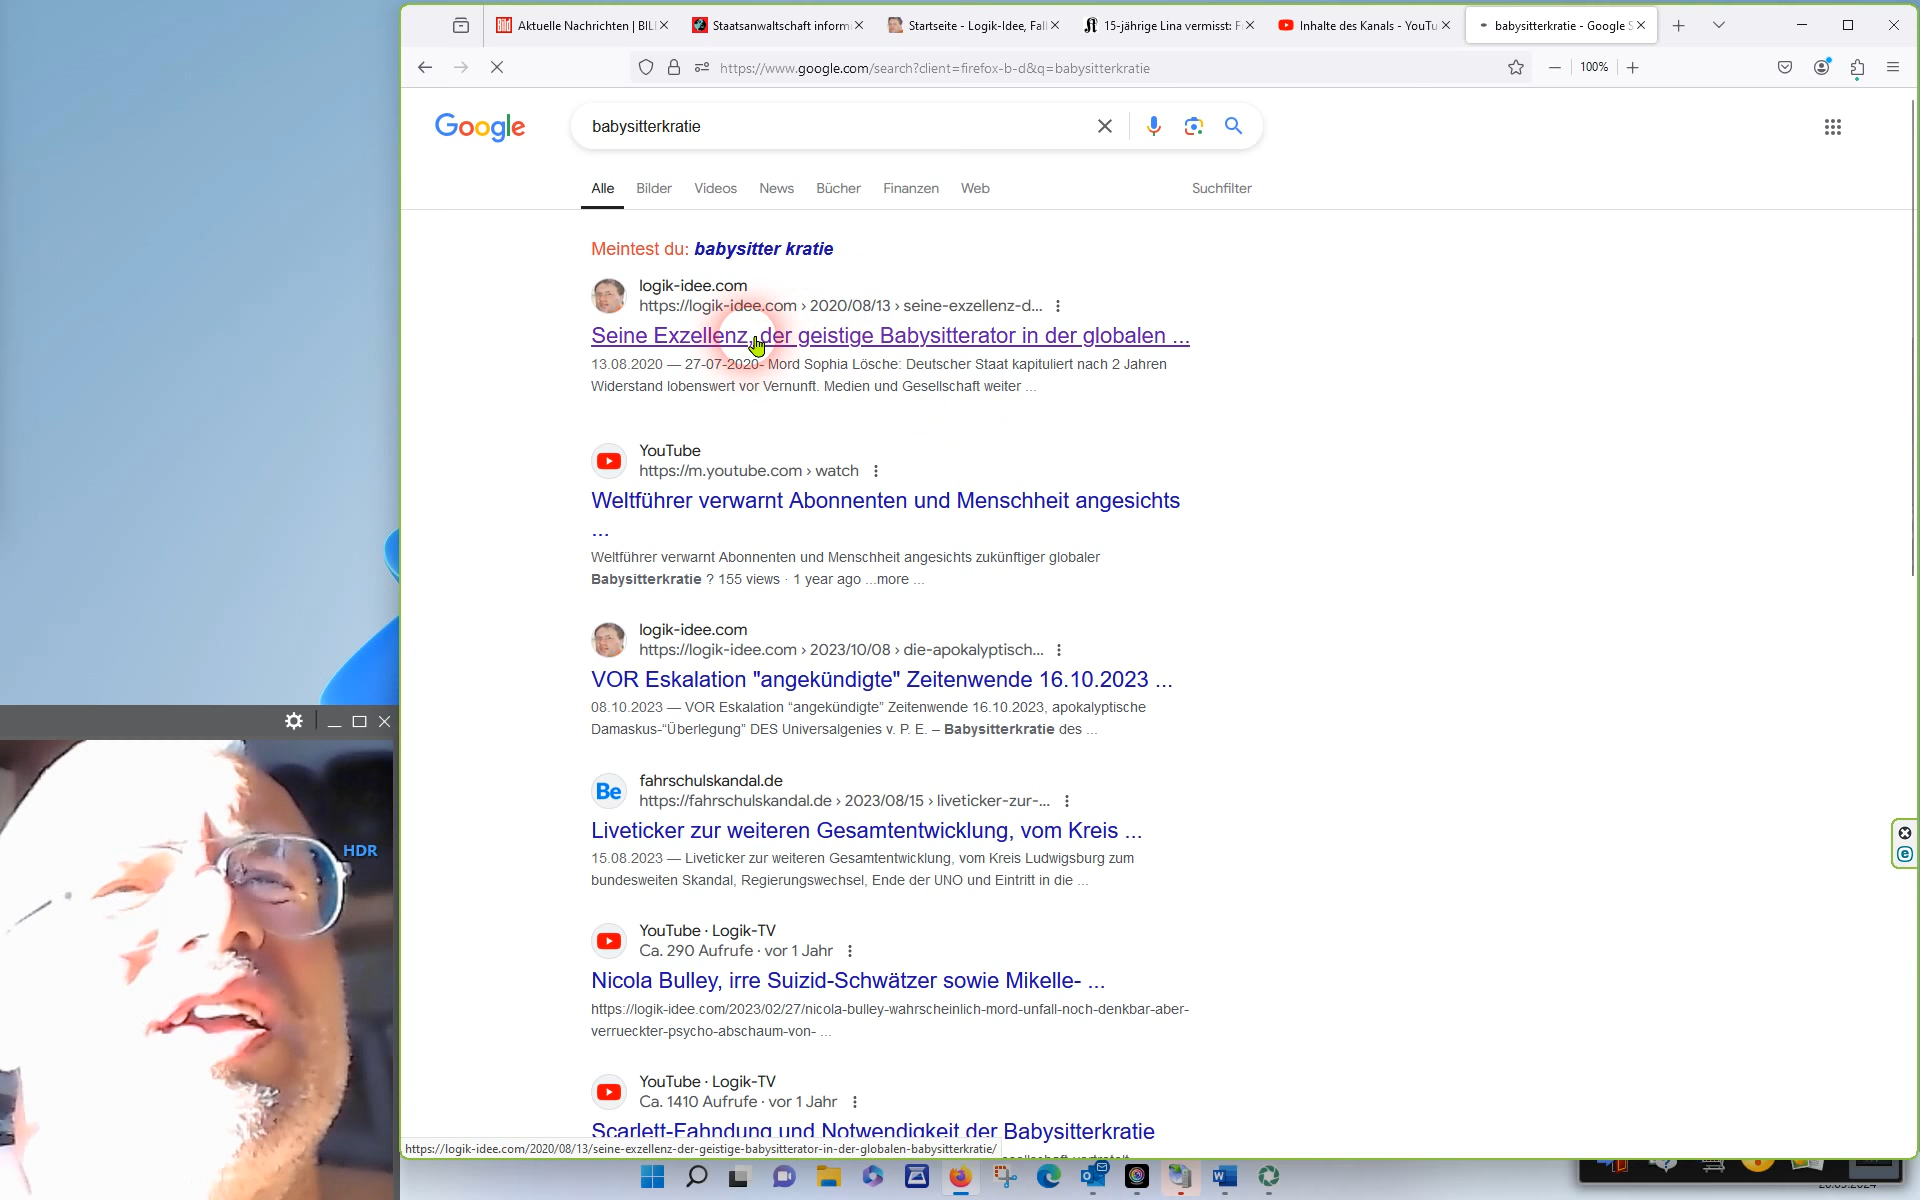 Aktuelle Nachrichten | BIL
Staatsanwaltschaft inform
Startseite - Logik-Idee, Fal
15-jährige Lina vermisst: F
Inhalte des Kanals - YouTu
babysitterkratie - Google S
https://www.google.com/search?client=firefox-b-d&q=babysitterkratie
100%
Google
babysitterkratie
Alle
Bilder
Videos
News
Bücher
Finanzen
Web
Suchfilter
Meintest du: babysitter kratie
logik-idee.com
https://logik-idee.com › 2020/08/13 › seine-exzellenz-d...
Seine Exzellenz, der geistige Babysitterator in der globalen ...
13.08.2020 — 27-07-2020- Mord Sophia Lösche: Deutscher Staat kapituliert nach 2 Jahren
Widerstand lobenswert vor Vernunft. Medien und Gesellschaft weiter ...
YouTube
https://m.youtube.com › watch
Weltführer verwarnt Abonnenten und Menschheit angesichts
...
Weltführer verwarnt Abonnenten und Menschheit angesichts zukünftiger globaler
Babysitterkratie ? 155 views · 1 year ago ...more ...
logik-idee.com
https://logik-idee.com › 2023/10/08 › die-apokalyptisch...
VOR Eskalation "angekündigte" Zeitenwende 16.10.2023 ...
08.10.2023 — VOR Eskalation “angekündigte” Zeitenwende 16.10.2023, apokalyptische
Damaskus-“Überlegung” DES Universalgenies v. P. E. – Babysitterkratie des ...
Be
fahrschulskandal.de
https://fahrschulskandal.de › 2023/08/15 › liveticker-zur-...
Liveticker zur weiteren Gesamtentwicklung, vom Kreis ...
15.08.2023 — Liveticker zur weiteren Gesamtentwicklung, vom Kreis Ludwigsburg zum
bundesweiten Skandal, Regierungswechsel, Ende der UNO und Eintritt in die ...
HDR
YouTube · Logik-TV
Ca. 290 Aufrufe · vor 1 Jahr
Nicola Bulley, irre Suizid-Schwätzer sowie Mikelle- ...
https://logik-idee.com/2023/02/27/nicola-bulley-wahrscheinlich-mord-unfall-noch-denkbar-aber-
verrueckter-psycho-abschaum-von- ...
YouTube · Logik-TV
Ca. 1410 Aufrufe · vor 1 Jahr
Scarlett-Fahndung und Notwendigkeit der Babysitterkratie
https://logik-idee.com/2020/08/13/seine-exzellenz-der-geistige-babysitterator-in-der-globalen-babysitterkratie/